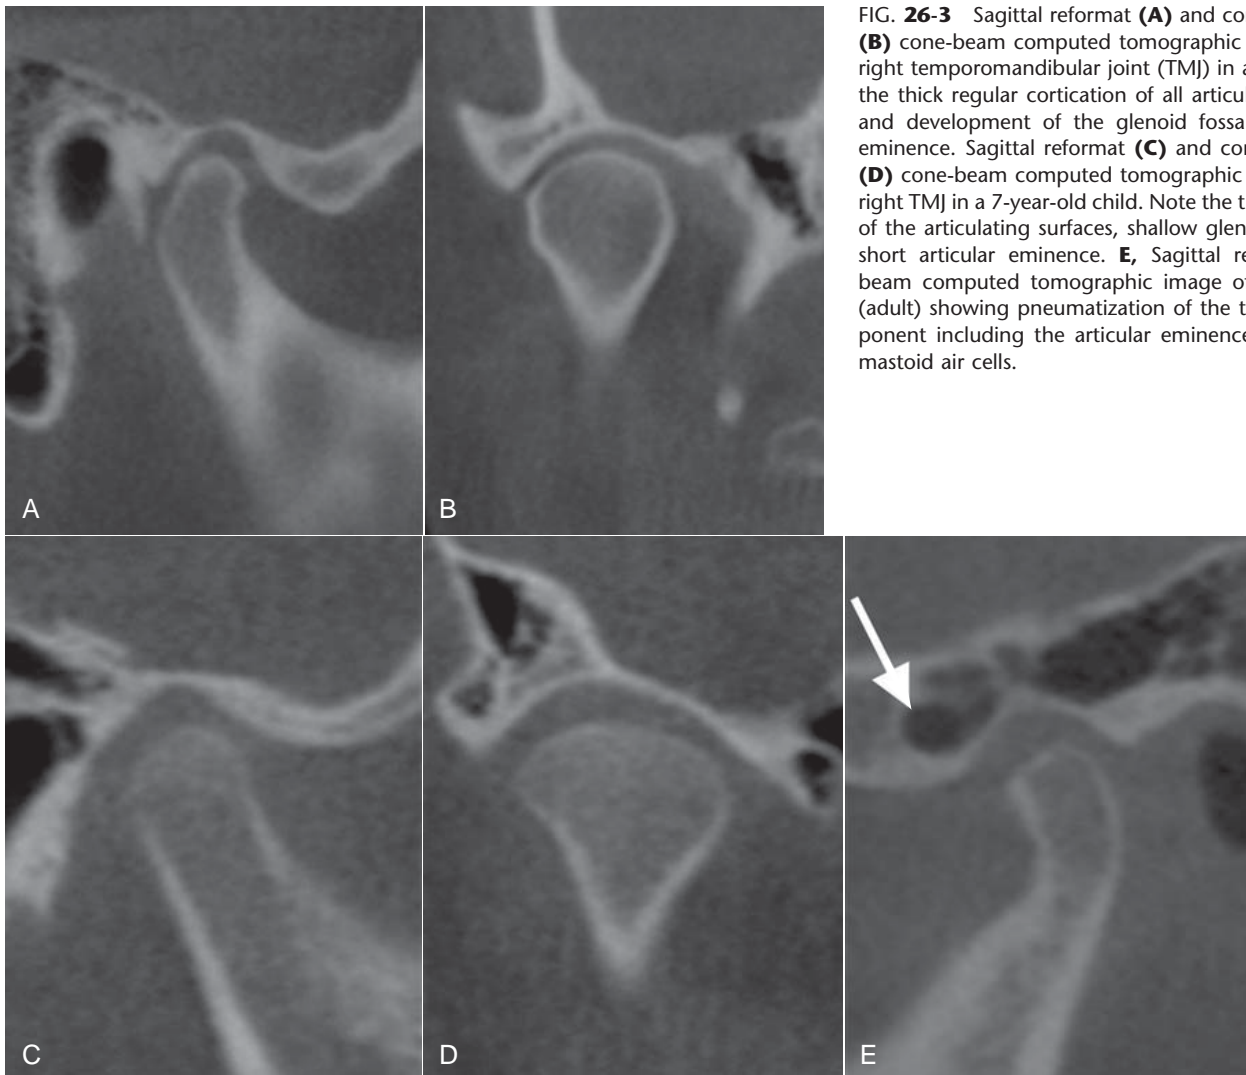 FIG. 26-3 Sagittal reformat (A) and co
(B) cone-beam computed tomographic
right temporomandibular joint (TMJ) in a
the thick regular cortication of all articu
and development of the glenoid fossa
eminence. Sagittal reformat (C) and cor
(D) cone-beam computed tomographic
right TMJ in a 7-year-old child. Note the t
of the articulating surfaces, shallow glen
short articular eminence. E, Sagittal re
beam computed tomographic image of
(adult) showing pneumatization of the t
ponent including the articular eminence
mastoid air cells.
A
B
C
D
E